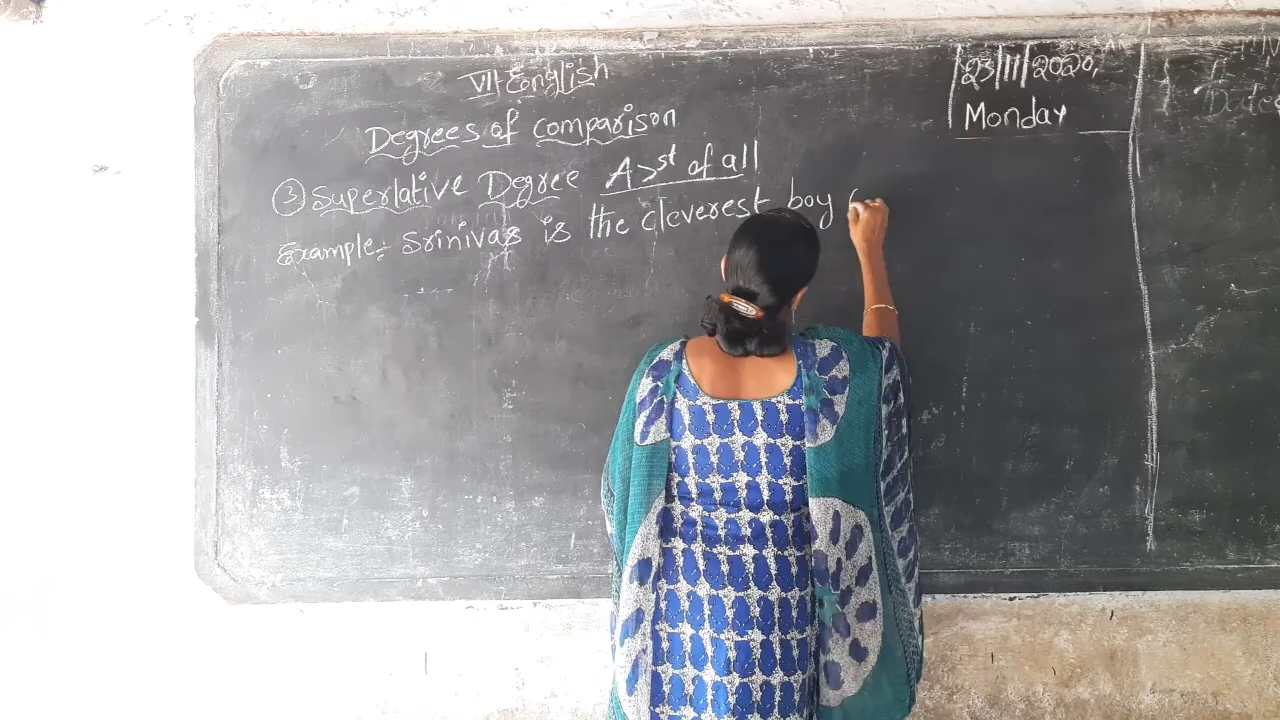 VII English
23/11/2020,
Monday
Degrees of comparison
③ Superlative Degree A>st of all
Example:- Srinivas is the cleverest boy
Date